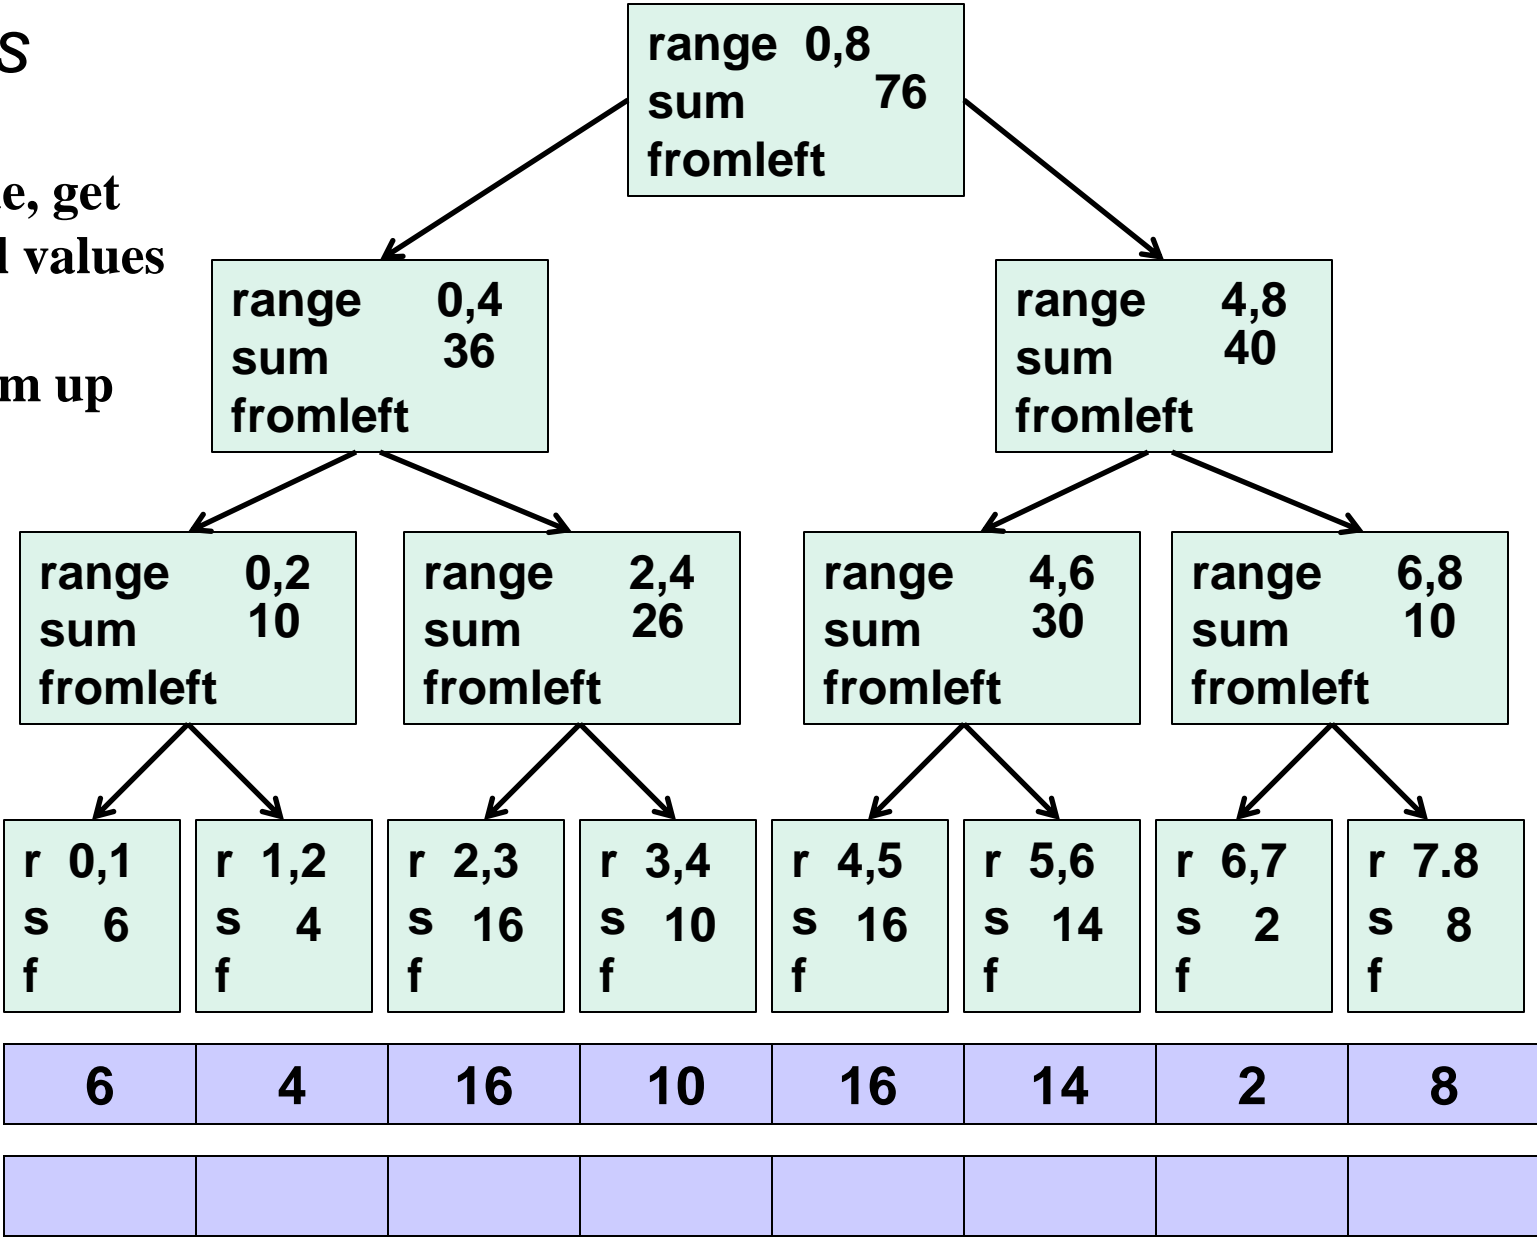 s
range 0,8
sum 76
fromleft
e, get
values
m up
range 0,4
sum 36
fromleft
range 4,8
sum 40
fromleft
range 0,2
sum 10
fromleft
range 2,4
sum 26
fromleft
range 4,6
sum 30
fromleft
range 6,8
sum 10
fromleft
r 0,1
s 6
f
r 1,2
s 4
f
r 2,3
s 16
f
r 3,4
s 10
f
r 4,5
s 16
f
r 5,6
s 14
f
r 6,7
s 2
f
r 7.8
s 8
f
6 4 16 10 16 14 2 8